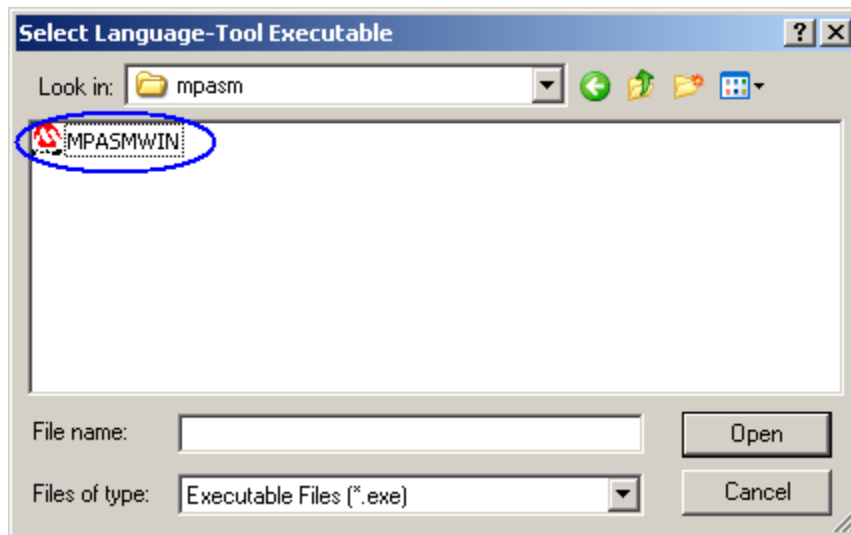 Select Language-Tool Executable
Look in: mpasm
MPASMWIN
File name:
Open
Files of type: Executable Files (*.exe)
Cancel